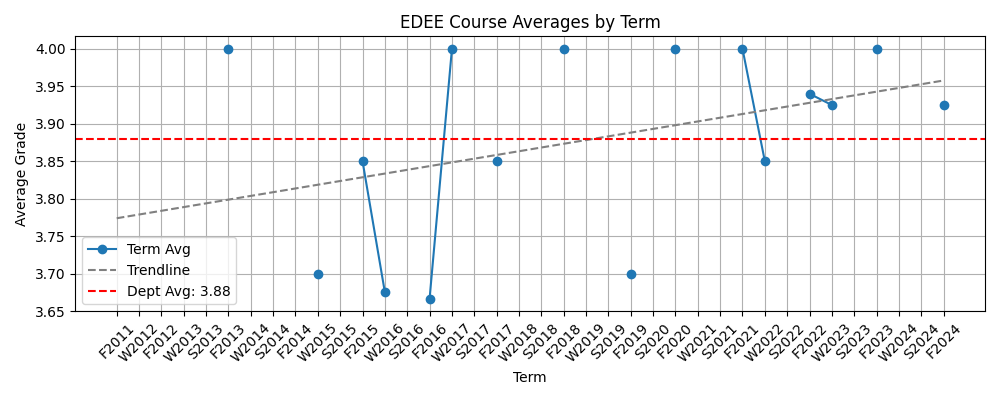 EDEE Course Averages by Term
4.00
3.95
3.90
3.85
3.80
3.75
3.70
3.65
Average Grade
Term Avg
Trendline
Dept Avg: 3.88
F2011
W2012
F2012
W2013
S2013
F2013
W2014
S2014
F2014
W2015
S2015
F2015
W2016
S2016
F2016
W2017
S2017
F2017
W2018
S2018
F2018
W2019
S2019
F2019
S2020
F2020
W2021
S2021
F2021
W2022
S2022
F2022
W2023
S2023
F2023
W2024
S2024
F2024
Term